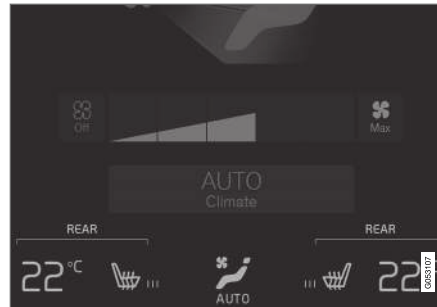 Off Max
AUTO
Climate
REAR REAR
22°C 22
AUTO
G053107